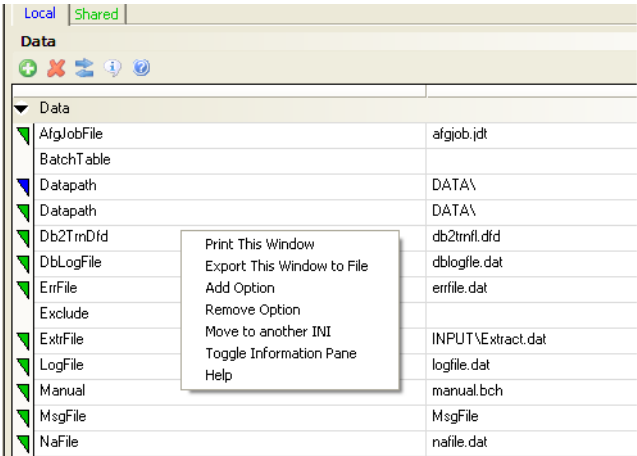 Local Shared
Data
Data
AfgJobFile afgjob.jdt
BatchTable
Datapath DATA\
Datapath DATA\
Db2TrnDfd db2trnfl.dfd
DbLogFile dblogfle.dat
ErrFile errfile.dat
Exclude
ExtrFile INPUT\Extract.dat
LogFile logfile.dat
Manual manual.bch
MsgFile MsgFile
NaFile nafile.dat
Print This Window
Export This Window to File
Add Option
Remove Option
Move to another INI
Toggle Information Pane
Help